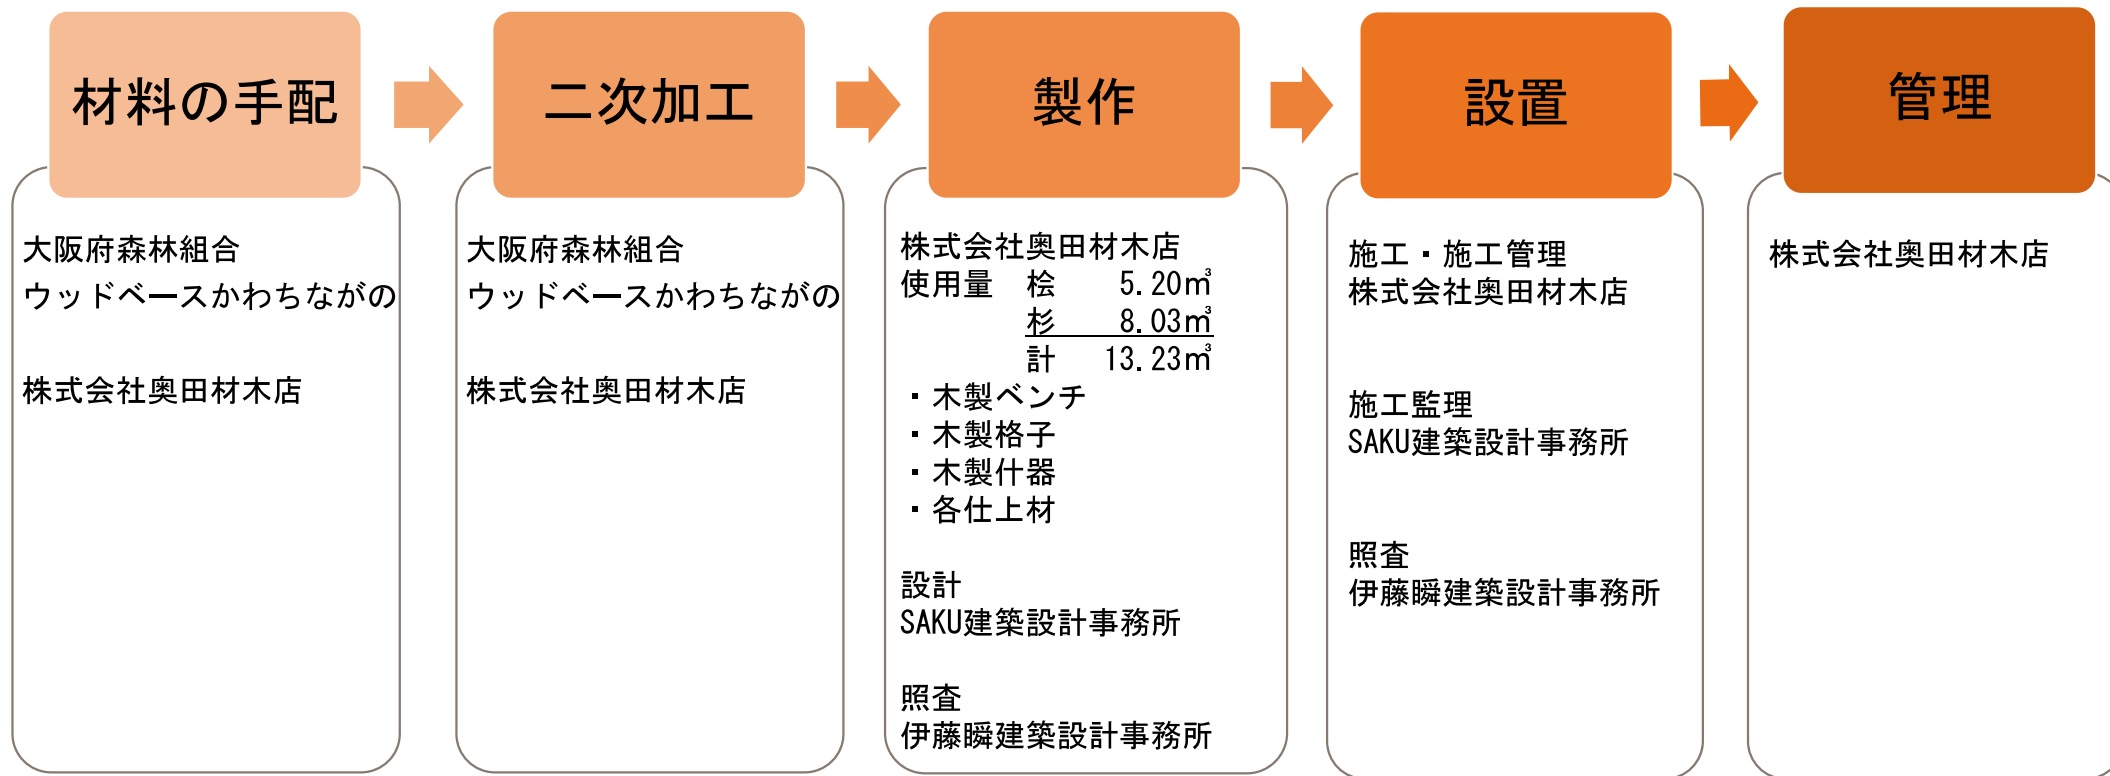 材料の手配
大阪府森林組合
ウッドベースかわちながの
株式会社奥田材木店
二次加工
大阪府森林組合
ウッドベースかわちながの
株式会社奥田材木店
製作
株式会社奥田材木店
使用量 桧 5.20㎥
杉 8.03㎥
計 13.23㎥
・木製ベンチ
・木製格子
・木製什器
・各仕上材
設計
SAKU建築設計事務所
照査
伊藤瞬建築設計事務所
設置
施工・施工管理
株式会社奥田材木店
施工監理
SAKU建築設計事務所
照査
伊藤瞬建築設計事務所
管理
株式会社奥田材木店